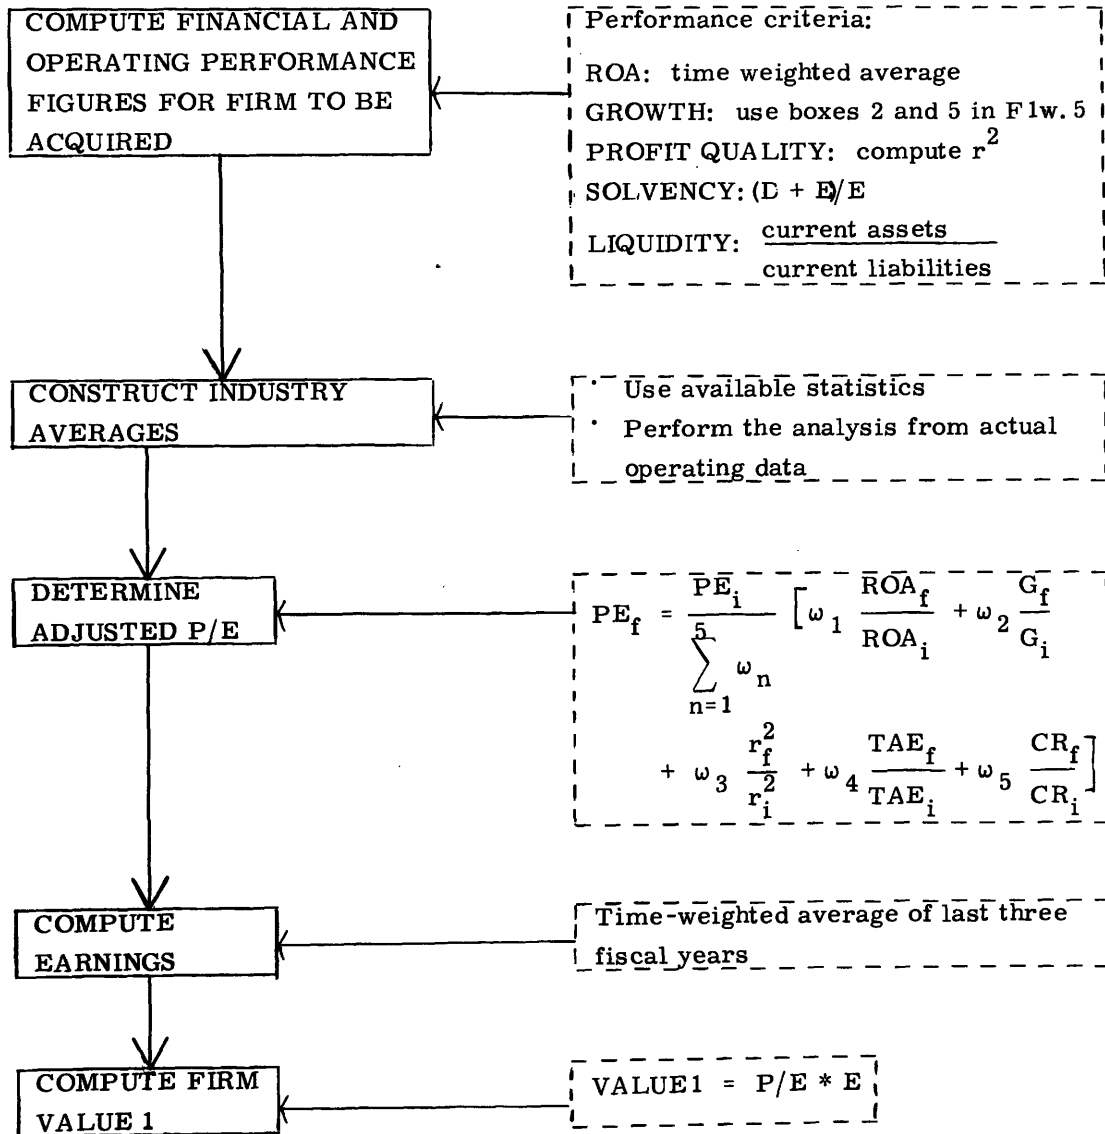 COMPUTE FINANCIAL AND
OPERATING PERFORMANCE
FIGURES FOR FIRM TO BE
ACQUIRED
Performance criteria:
ROA: time weighted average
GROWTH: use boxes 2 and 5 in F1w. 5
PROFIT QUALITY: compute r²
SOLVENCY: (D + E)/E
LIQUIDITY: current assets
current liabilities
CONSTRUCT INDUSTRY
AVERAGES
· Use available statistics
· Perform the analysis from actual
operating data
DETERMINE
ADJUSTED P/E
PE_f = PE_i / ∑_{n=1}^{5} ω_n [ ω_1 ROA_f / ROA_i + ω_2 G_f / G_i
+ ω_3 r_f² / r_i² + ω_4 TAE_f / TAE_i + ω_5 CR_f / CR_i ]
COMPUTE
EARNINGS
Time-weighted average of last three
fiscal years
COMPUTE FIRM
VALUE 1
VALUE1 = P/E * E